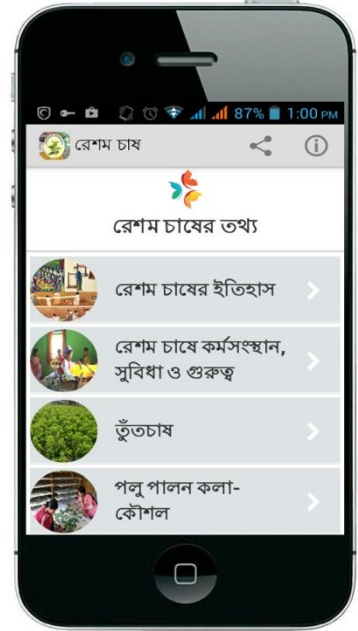 87% 1:00 PM
রেশম চাষ
রেশম চাষের তথ্য
রেশম চাষের ইতিহাস
রেশম চাষে কর্মসংস্থান,
সুবিধা ও গুরুত্ব
তুঁতচাষ
পলু পালন কলা-
কৌশল